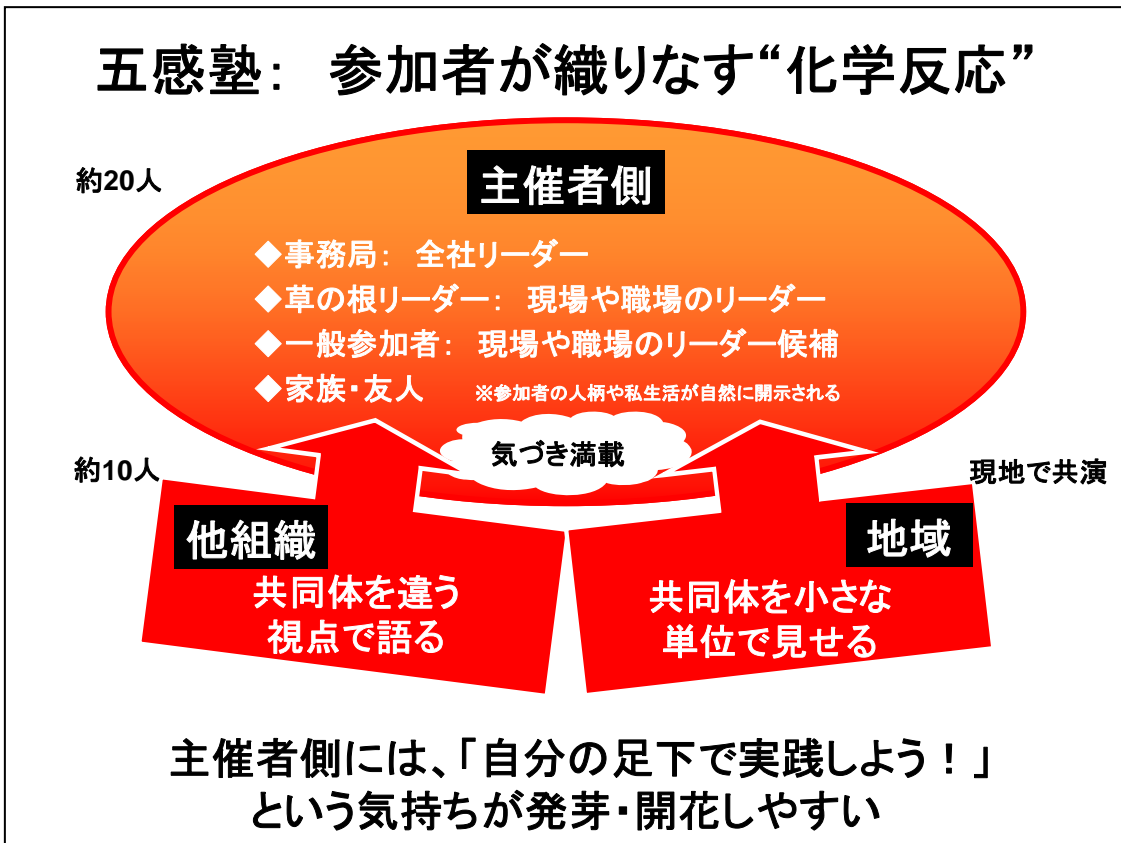 五感塾： 参加者が織りなす“化学反応”
約20人
主催者側
◆事務局： 全社リーダー
◆草の根リーダー： 現場や職場のリーダー
◆一般参加者： 現場や職場のリーダー候補
◆家族・友人 ※参加者の人柄や私生活が自然に開示される
気づき満載
約10人
現地で共演
他組織
共同体を違う
視点で語る
地域
共同体を小さな
単位で見せる
主催者側には、「自分の足下で実践しよう！」
という気持ちが発芽・開花しやすい